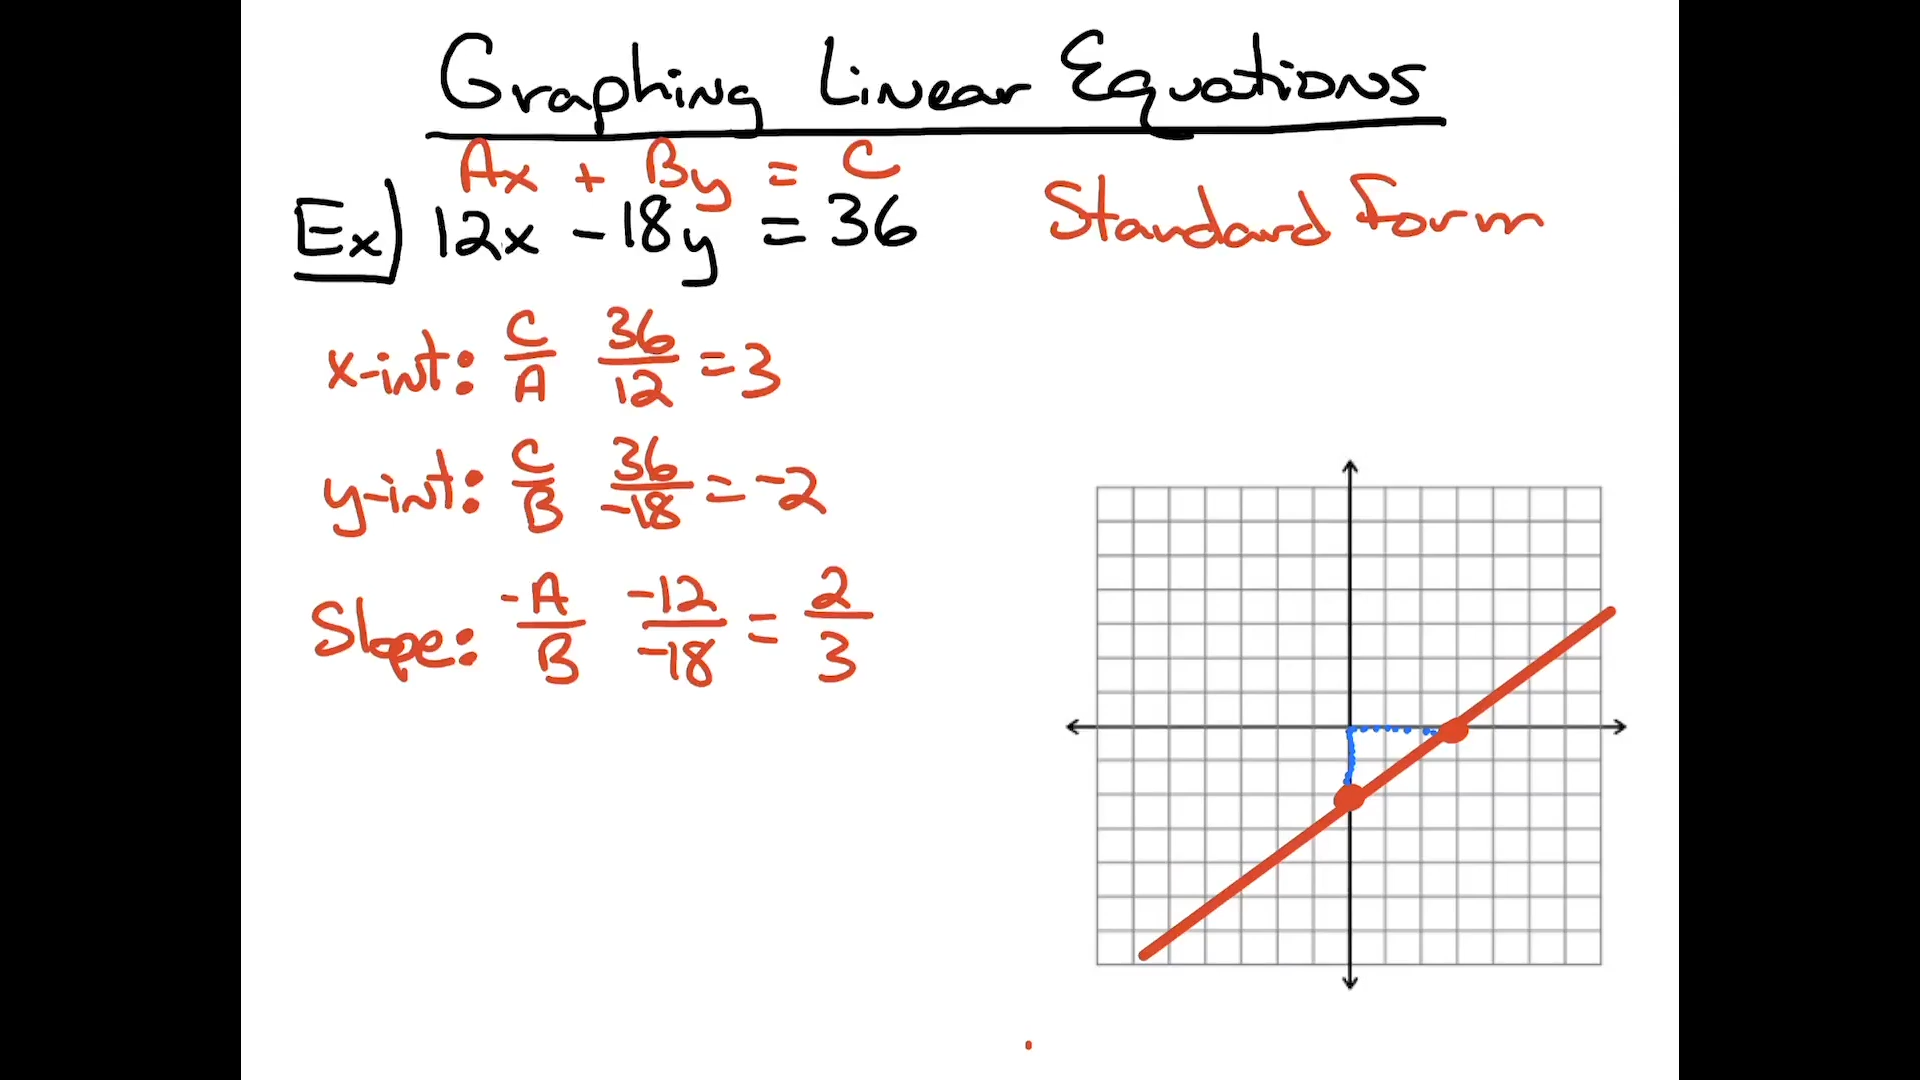 Graphing Linear Equations
Ax + By = C
Ex) 12x - 18y = 36 Standard Form
x-int: C/A 36/12 = 3
y-int: C/B 36/-18 = -2
Slope: -A/B -12/-18 = 2/3